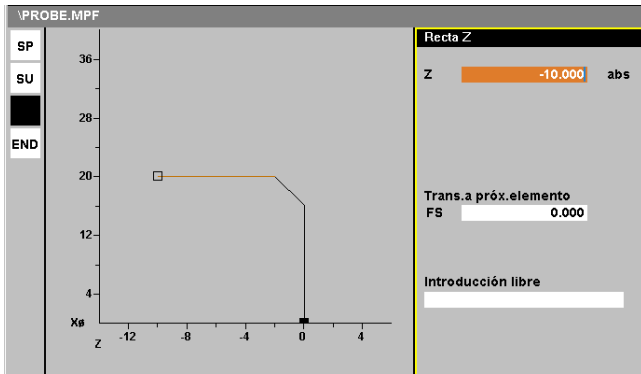 \PROBE.MPF
SP
SU
END
36
28
20
12
4
Xø
Z
-12
-8
-4
0
4
Recta Z
Z -10.000 abs
Trans.a próx.elemento
FS 0.000
Introducción libre